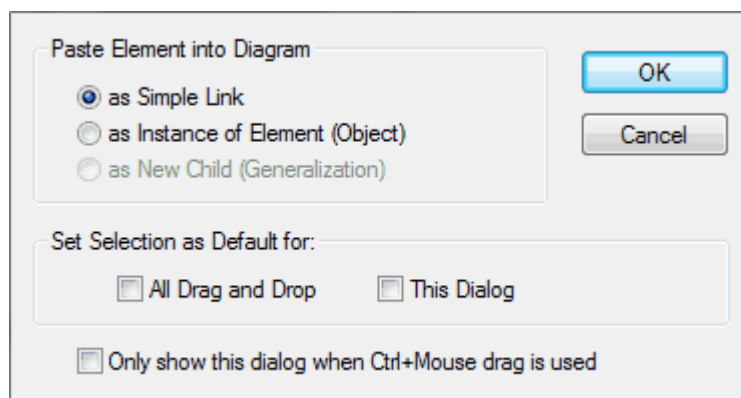 Paste Element into Diagram
as Simple Link
as Instance of Element (Object)
as New Child (Generalization)
OK
Cancel
Set Selection as Default for:
All Drag and Drop
This Dialog
Only show this dialog when Ctrl+Mouse drag is used